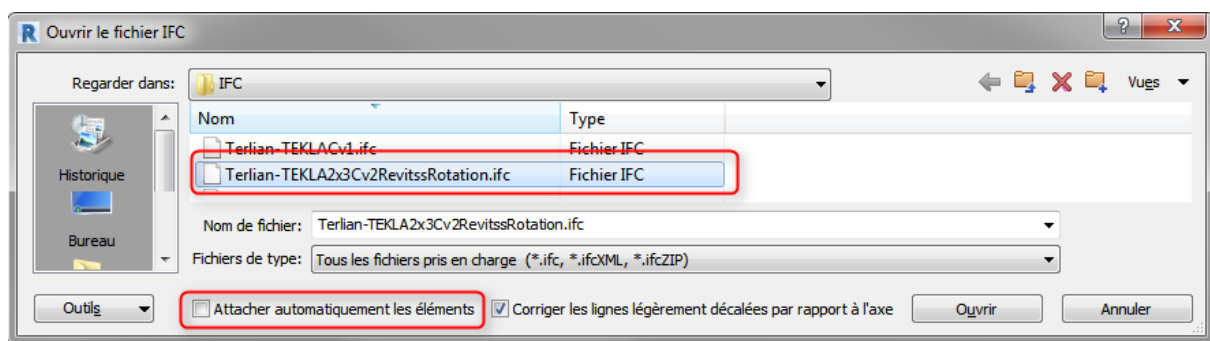 R Ouvrir le fichier IFC
Regarder dans: IFC Vues
Nom Type
Terlian-TEKLACv1.ifc Fichier IFC
Terlian-TEKLA2x3Cv2RevitssRotation.ifc Fichier IFC
Historique
Bureau
Nom de fichier: Terlian-TEKLA2x3Cv2RevitssRotation.ifc
Fichiers de type: Tous les fichiers pris en charge (*.ifc, *.ifcXML, *.ifcZIP)
Outils Attacher automatiquement les éléments Corriger les lignes légèrement décalées par rapport à l'axe Ouvrir Annuler